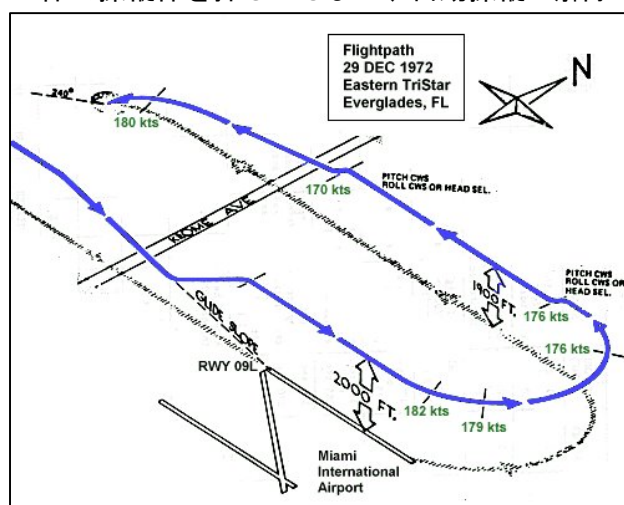 Flightpath
29 DEC 1972
Eastern TriStar
Everglades, FL
N
240°
180 kts
170 kts
PITCH CWS
ROLL CWS OR HEAD SEL.
KROME AVE
PITCH CWS
ROLL CWS OR
HEAD SEL.
1900 FT.
176 kts
176 kts
GLIDE SLOPE
RWY 09L
2000 FT.
182 kts
179 kts
Miami
International
Airport